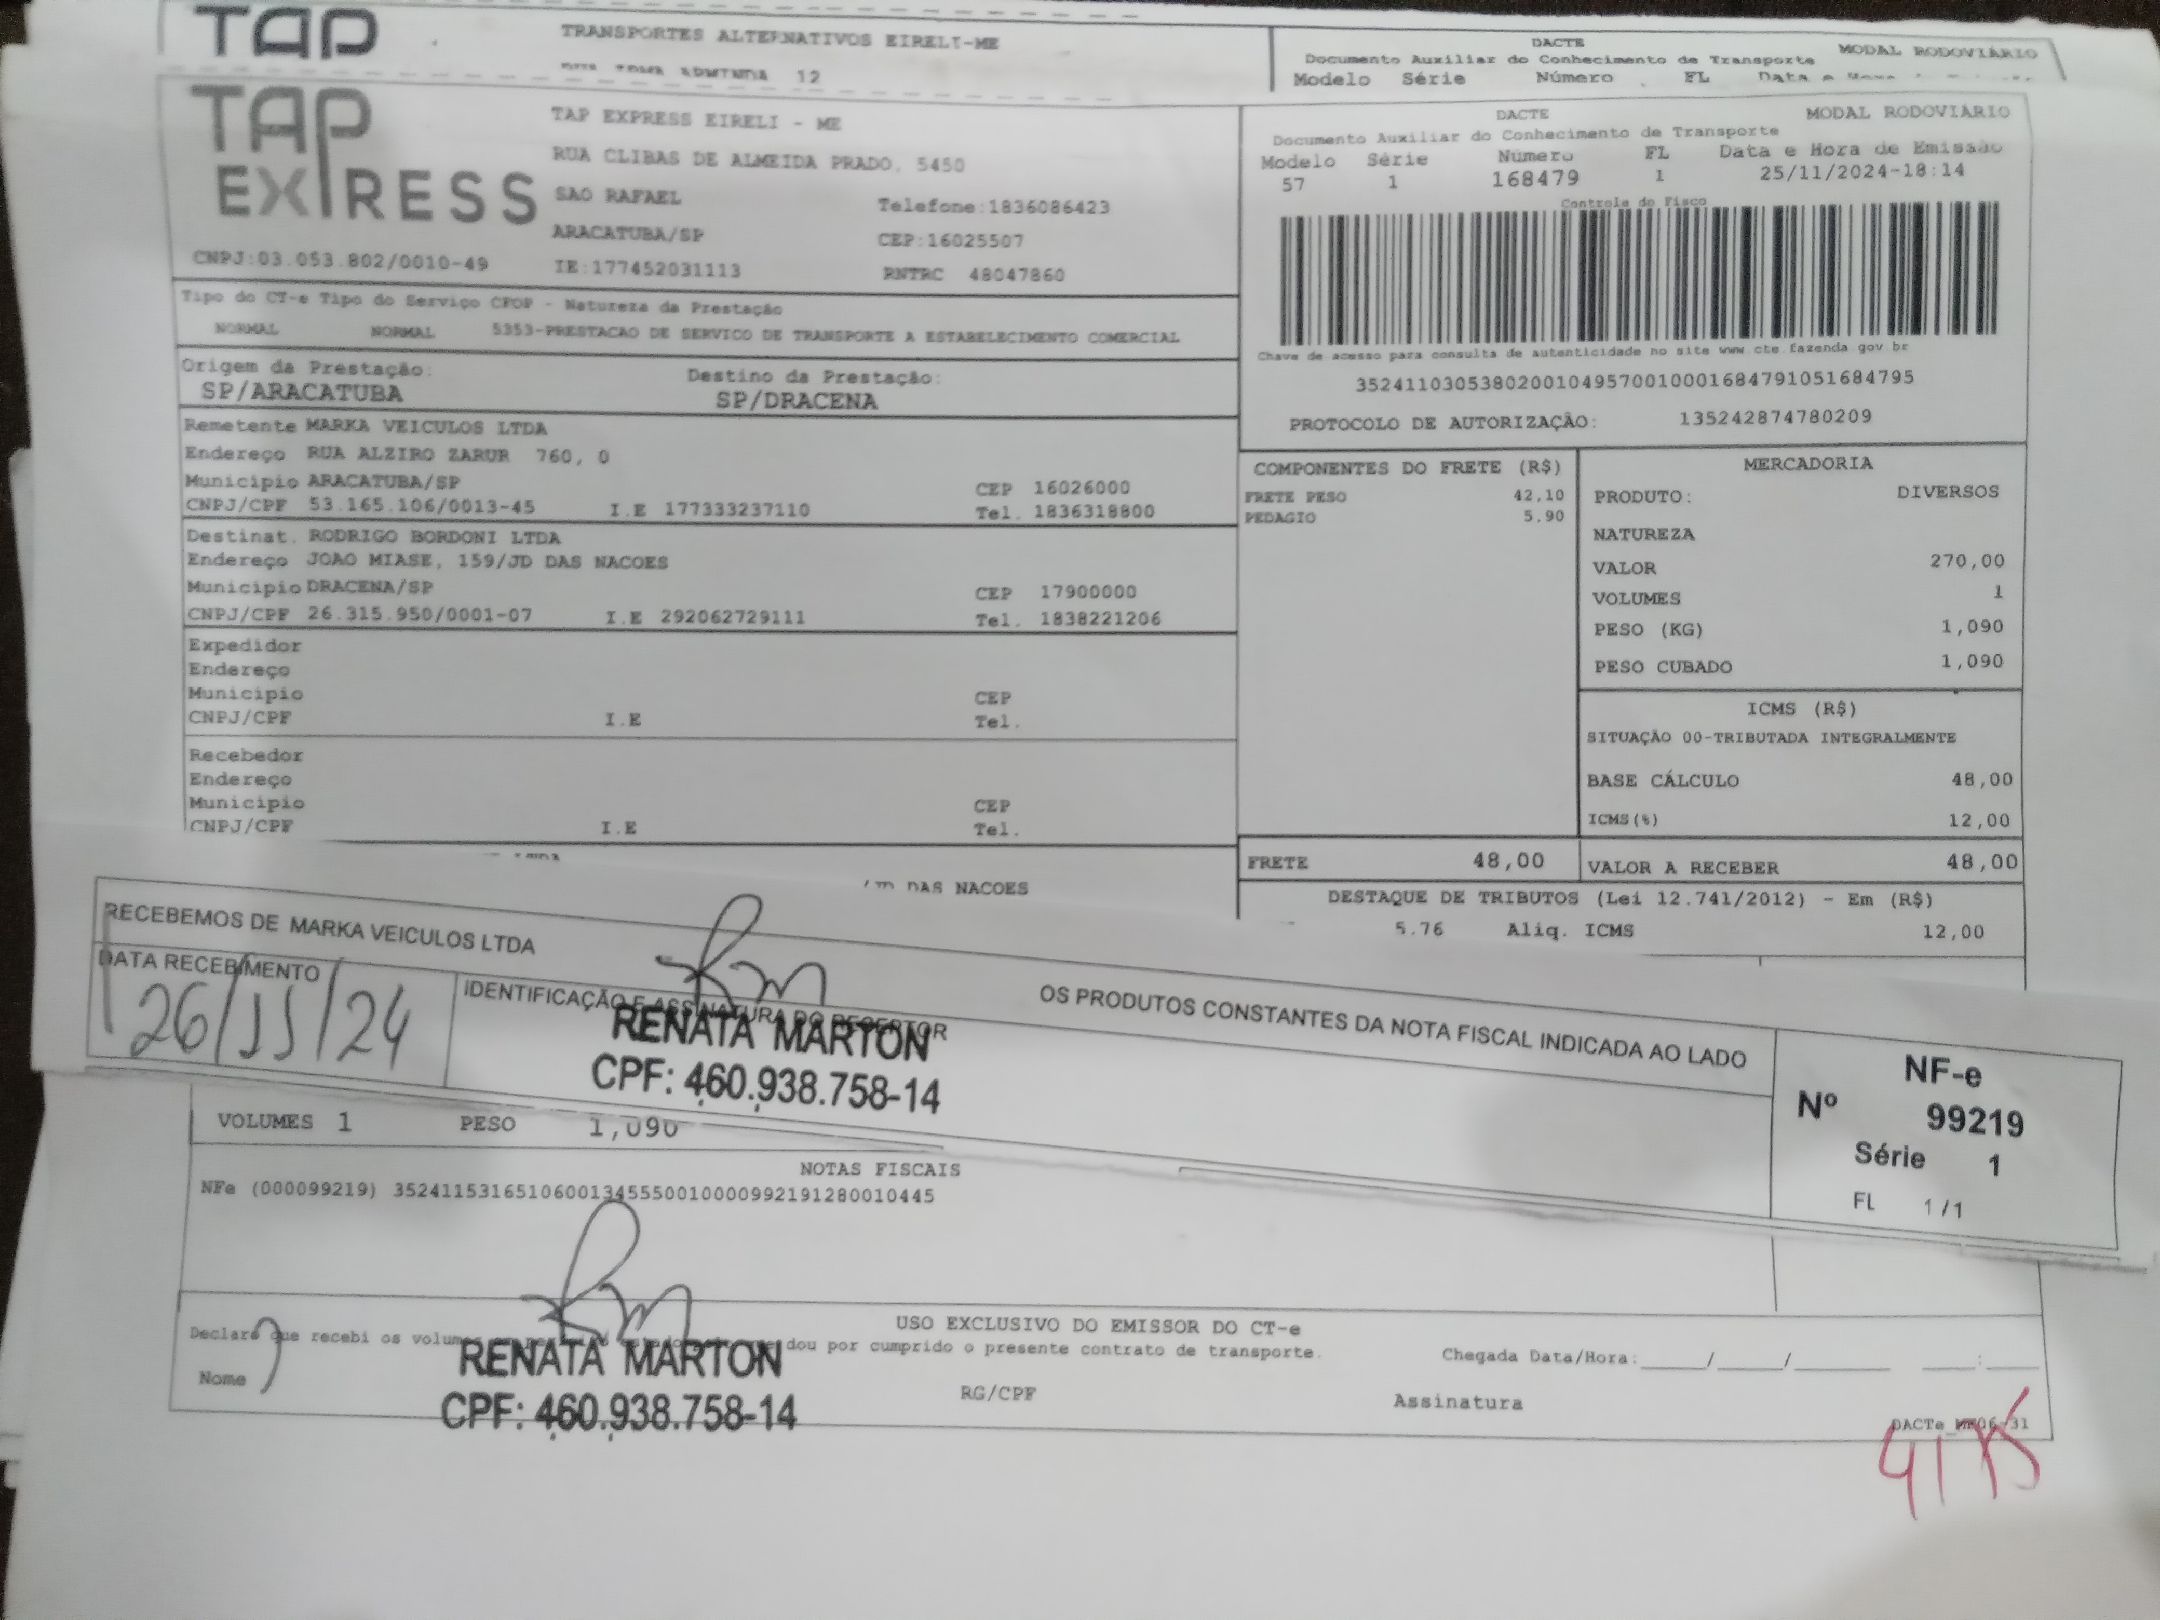 TAP
TRANSPORTES ALTERNATIVOS EIRELI-ME
12
DACTE
MODAL RODOVIÁRIO
Documento Auxiliar do Conhecimento de Transporte
Modelo Série Número FL Data e
TAP EXPRESS
TAP EXPRESS EIRELI - ME
RUA CLIBAS DE ALMEIDA PRADO, 5450
SAO RAFAEL
Telefone:1836086423
ARACATUBA/SP
CEP:16025507
CNPJ:03.053.802/0010-49
IE:177452031113
RNTRC 48047860
DACTE
MODAL RODOVIÁRIO
Documento Auxiliar do Conhecimento de Transporte
Modelo Série Número FL Data e Hora de Emissão
57 1 168479 1 25/11/2024-18:14
Controle do Fisco
Chave de acesso para consulta de autenticidade no site www.cte.fazenda.gov.br
35241103053802001049570010001684791051684795
PROTOCOLO DE AUTORIZAÇÃO: 135242874780209
Tipo do CT-e Tipo do Serviço CFOP - Natureza da Prestação
NORMAL NORMAL 5353-PRESTACAO DE SERVICO DE TRANSPORTE A ESTABELECIMENTO COMERCIAL
Origem da Prestação: Destino da Prestação:
SP/ARACATUBA SP/DRACENA
Remetente MARKA VEICULOS LTDA
Endereço RUA ALZIRO ZARUR 760, 0
Municipio ARACATUBA/SP CEP 16026000
CNPJ/CPF 53.165.106/0013-45 I.E 177333237110 Tel. 1836318800
Destinat. RODRIGO BORDONI LTDA
Endereço JOAO MIASE, 159/JD DAS NACOES
Municipio DRACENA/SP CEP 17900000
CNPJ/CPF 26.315.950/0001-07 I.E 292062729111 Tel. 1838221206
Expedidor
Endereço
Municipio CEP
CNPJ/CPF I.E Tel.
Recebedor
Endereço
Municipio CEP
CNPJ/CPF I.E Tel.
COMPONENTES DO FRETE (R$)
FRETE PESO 42,10
PEDAGIO 5,90
MERCADORIA
PRODUTO: DIVERSOS
NATUREZA
VALOR 270,00
VOLUMES 1
PESO (KG) 1,090
PESO CUBADO 1,090
ICMS (R$)
SITUAÇÃO 00-TRIBUTADA INTEGRALMENTE
BASE CÁLCULO 48,00
ICMS(%) 12,00
FRETE 48,00
VALOR A RECEBER 48,00
DAS NACOES
DESTAQUE DE TRIBUTOS (Lei 12.741/2012) - Em (R$)
5.76 Aliq. ICMS 12,00
RECEBEMOS DE MARKA VEICULOS LTDA
OS PRODUTOS CONSTANTES DA NOTA FISCAL INDICADA AO LADO
DATA RECEBIMENTO
26/11/24
IDENTIFICAÇÃO E ASSINATURA DO RECEPTOR
RENATA MARTON
CPF: 460.938.758-14
NF-e
Nº 99219
Série 1
FL 1/1
VOLUMES 1 PESO 1,090
NOTAS FISCAIS
NFe (000099219) 35241153165106001345550010000992191280010445
USO EXCLUSIVO DO EMISSOR DO CT-e
Declaro que recebi os volumes dou por cumprido o presente contrato de transporte.
Chegada Data/Hora:____/____/________ ____:____
RENATA MARTON
CPF: 460.938.758-14
Nome
RG/CPF
Assinatura